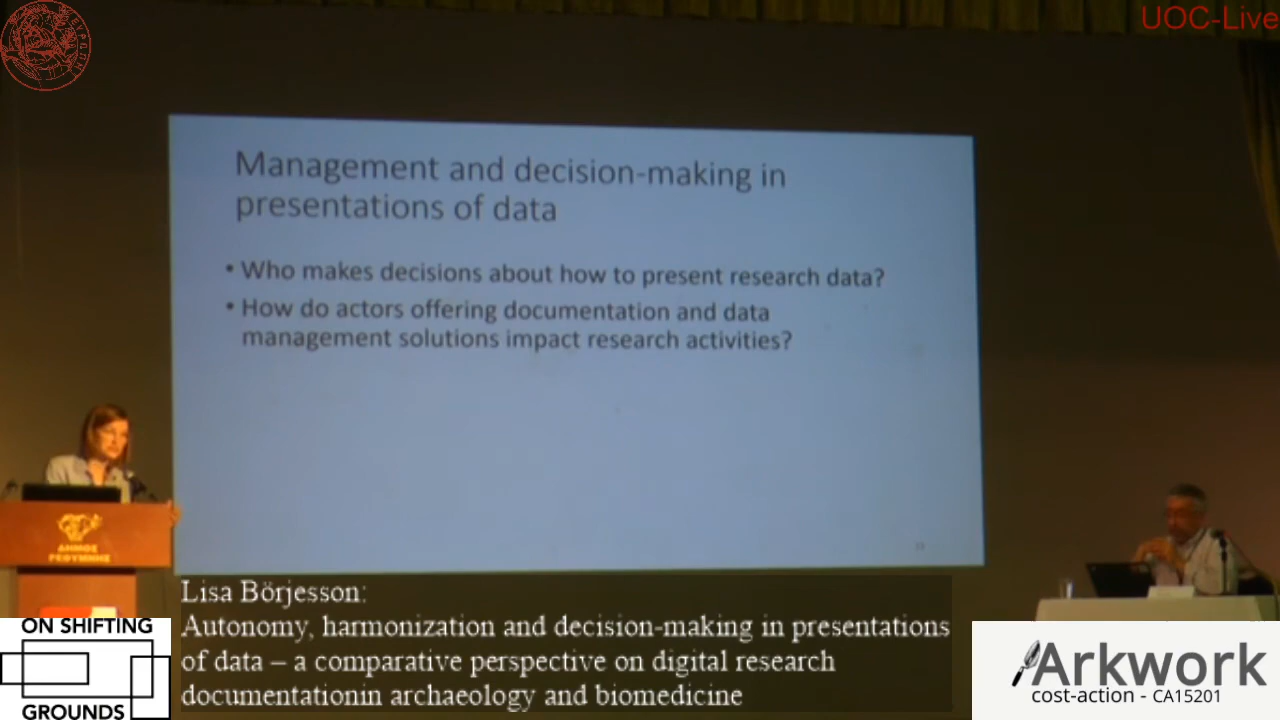 UOC-Live
Management and decision-making in
presentations of data
• Who makes decisions about how to present research data?
• How do actors offering documentation and data
management solutions impact research activities?
ΔΗΜΟΣ
ΡΕΘΥΜΝΗΣ
Lisa Börjesson:
Autonomy, harmonization and decision-making in presentations
of data – a comparative perspective on digital research
documentationin archaeology and biomedicine
ON SHIFTING
GROUNDS
Arkwork
cost-action - CA15201